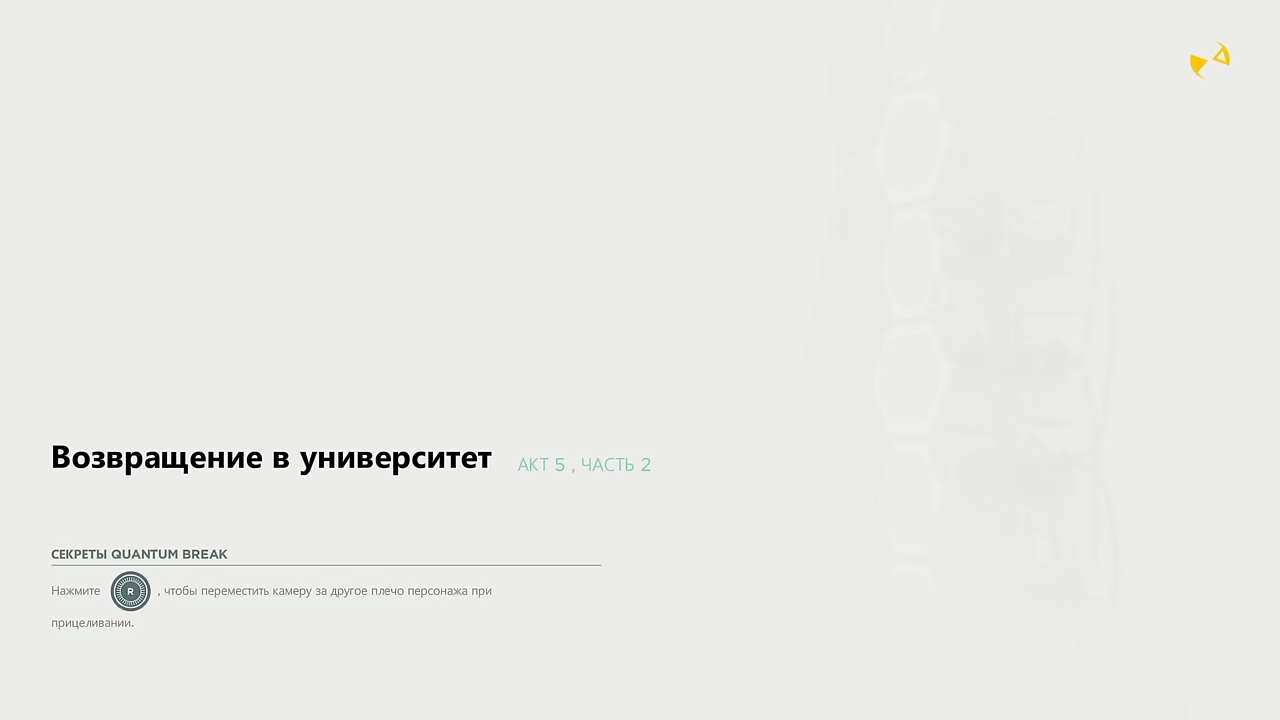 Возвращение в университет АКТ 5 , ЧАСТЬ 2
СЕКРЕТЫ QUANTUM BREAK
Нажмите R , чтобы переместить камеру за другое плечо персонажа при
прицеливании.